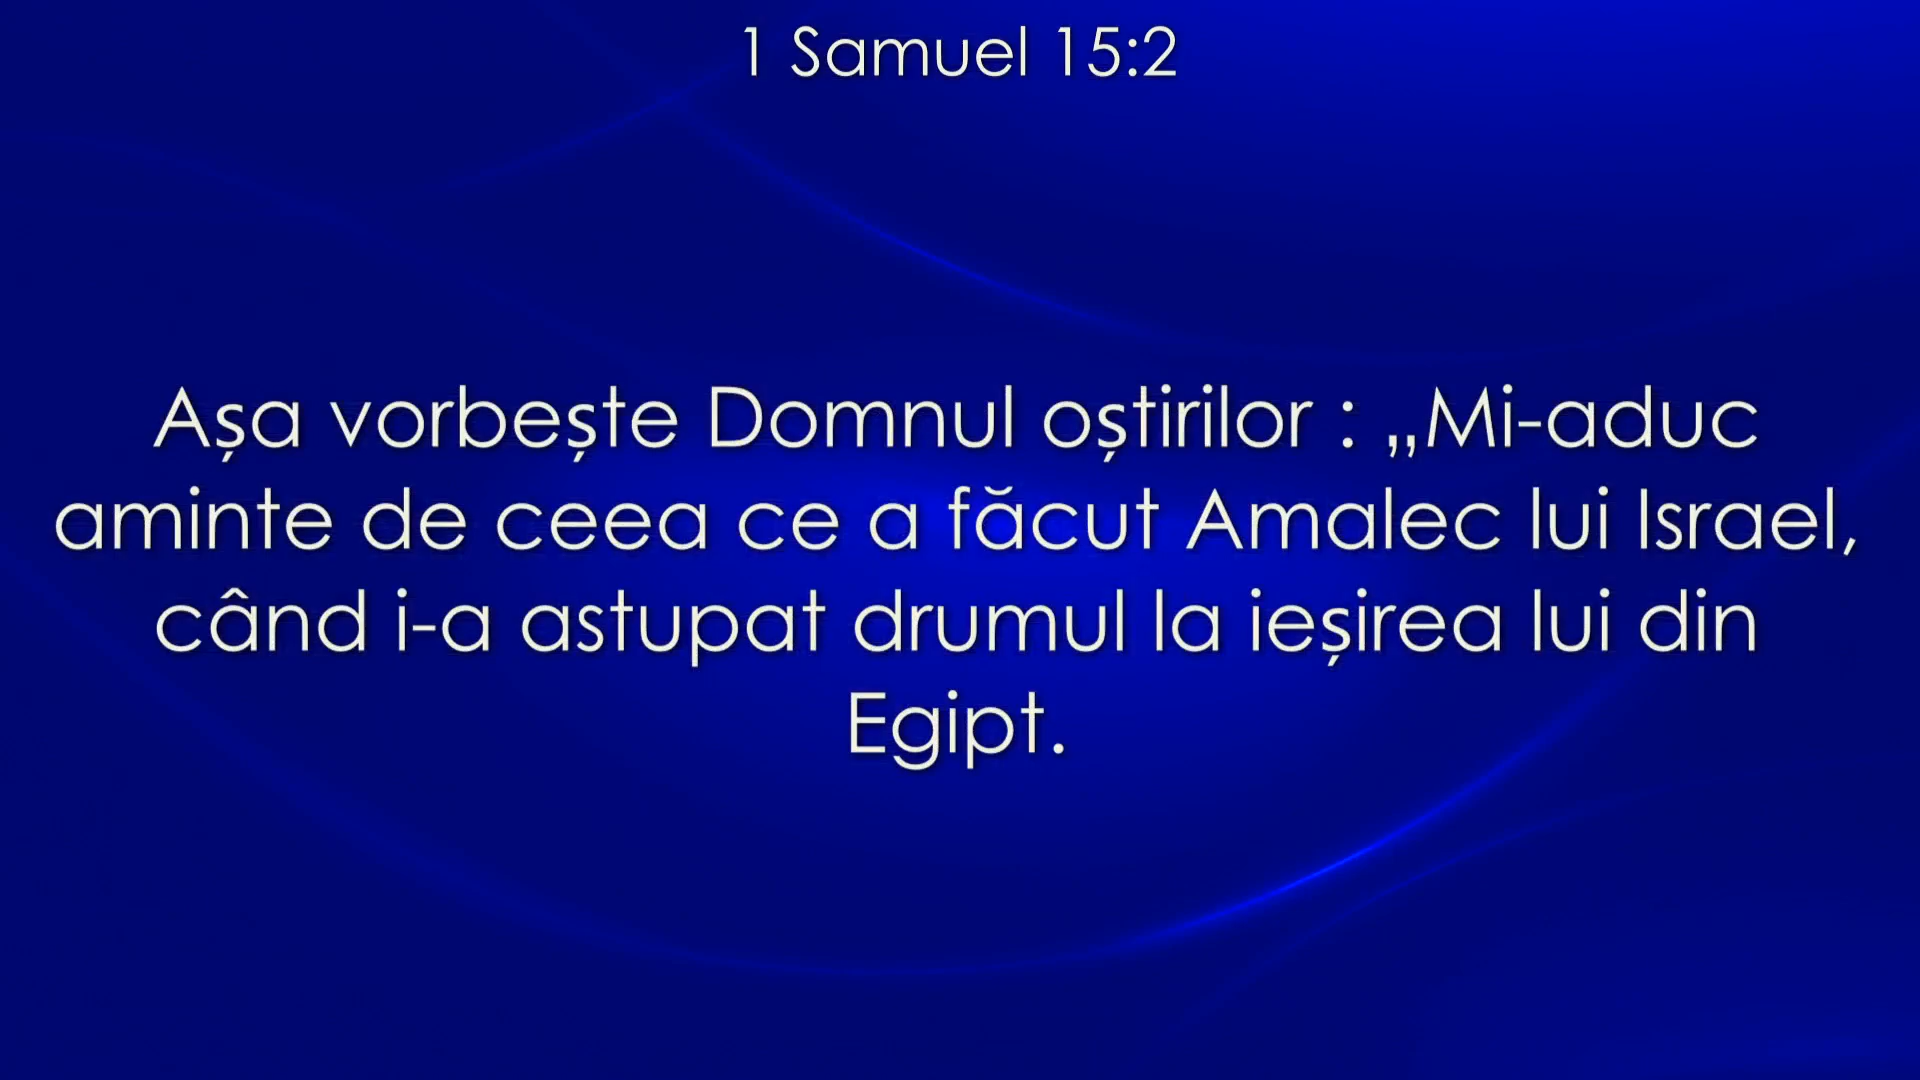 1 Samuel 15:2
Așa vorbește Domnul oștirilor : „Mi-aduc
aminte de ceea ce a făcut Amalec lui Israel,
când i-a astupat drumul la ieșirea lui din
Egipt.